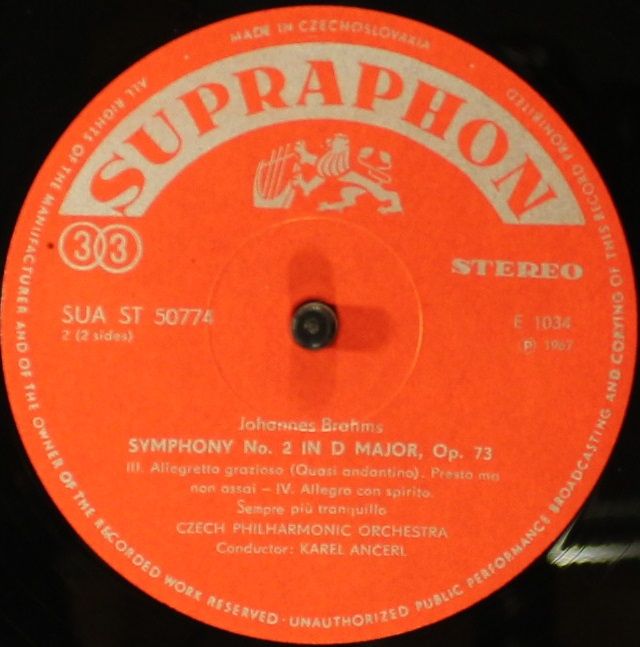 MADE IN CZECHOSLOVAKIA
ALL RIGHTS OF THE MANUFACTURER AND OF THE OWNER OF THE RECORDED WORK RESERVED · UNAUTHORIZED PUBLIC PERFORMANCE BROADCASTING AND COPYING OF THIS RECORD PROHIBITED
SUPRAPHON
33
STEREO
SUA ST 50774
2 (2 sides)
E 1034
Ⓟ 1967
Johannes Brahms
SYMPHONY No. 2 IN D MAJOR, Op. 73
III. Allegretto grazioso (Quasi andantino). Presto ma
non assai – IV. Allegro con spirito.
Sempre più tranquillo
CZECH PHILHARMONIC ORCHESTRA
Conductor: KAREL ANČERL